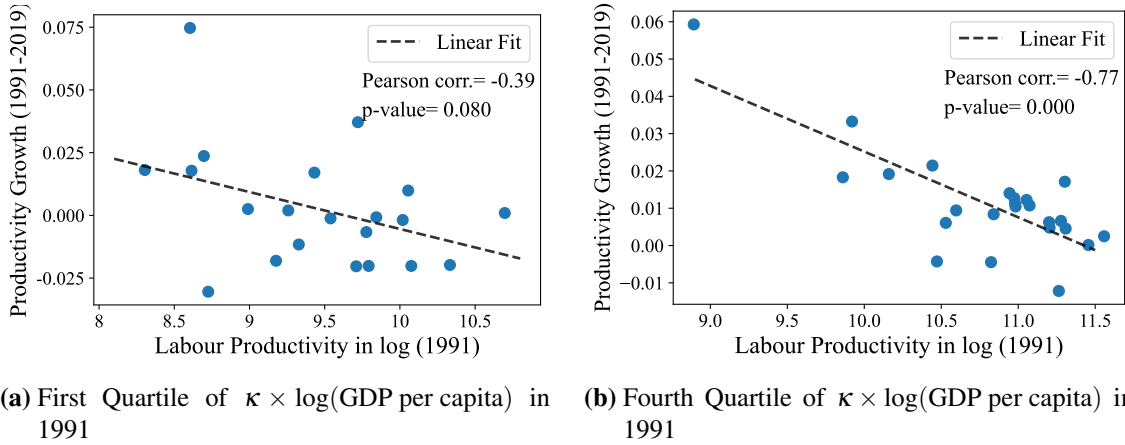 Productivity Growth (1991-2019)
0.075
0.050
0.025
0.000
-0.025
8
8.5
9
9.5
10
10.5
Labour Productivity in log (1991)
Linear Fit
Pearson corr.= -0.39
p-value= 0.080
(a) First Quartile of κ × log(GDP per capita) in
1991
Productivity Growth (1991-2019)
0.06
0.05
0.04
0.03
0.02
0.01
0.00
−0.01
9.0
9.5
10.0
10.5
11.0
11.5
Labour Productivity in log (1991)
Linear Fit
Pearson corr.= -0.77
p-value= 0.000
(b) Fourth Quartile of κ × log(GDP per capita) in
1991